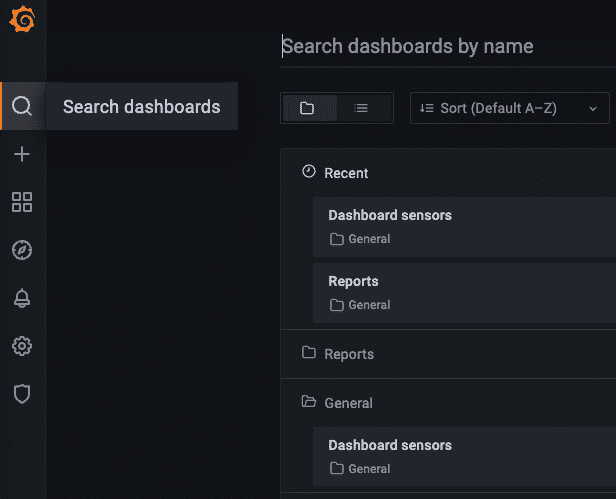 Search dashboards by name
Search dashboards
Sort (Default A–Z)
Recent
Dashboard sensors
General
Reports
General
Reports
General
Dashboard sensors
General